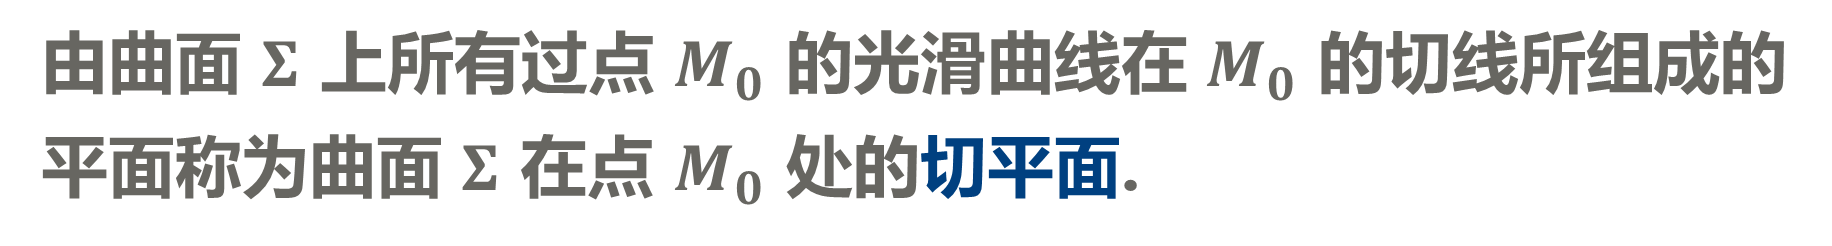 由曲面 Σ 上所有过点 M₀ 的光滑曲线在 M₀ 的切线所组成的
平面称为曲面 Σ 在点 M₀ 处的切平面.